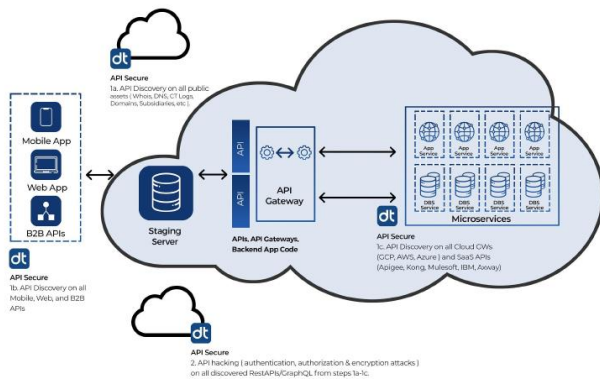 dt
API Secure
1a. API Discovery on all public
assets ( Whois, DNS, CT Logs,
Domains, Subsidiaries, etc ).
Mobile App
Web App
B2B APIs
dt
API Secure
1b. API Discovery on all
Mobile, Web, and B2B
APIs
Staging
Server
API
API
API
Gateway
APIs, API Gateways,
Backend App Code
App
Service
App
Service
App
Service
App
Service
DBS
Service
DBS
Service
DBS
Service
DBS
Service
Microservices
dt
API Secure
1c. API Discovery on all Cloud GWs
(GCP, AWS, Azure ) and SaaS APIs
(Apigee, Kong, Mulesoft, IBM, Axway)
dt
API Secure
2. API hacking ( authentication, authorization & encryption attacks )
on all discovered RestAPIs/GraphQL from steps 1a-1c.